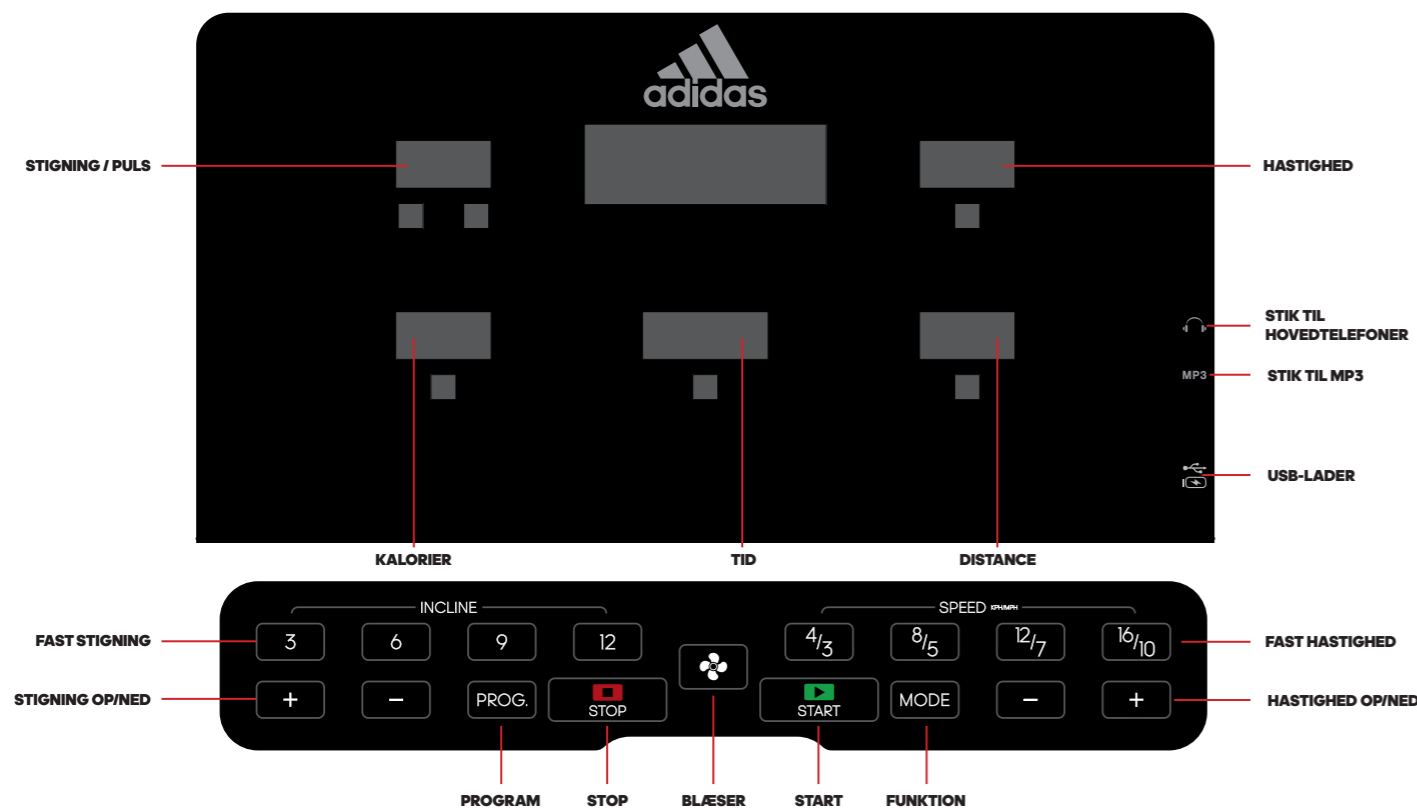 adidas
STIGNING / PULS
HASTIGHED
STIK TIL
HOVEDTELEFONER
MP3
STIK TIL MP3
USB-LADER
KALORIER
TID
DISTANCE
INCLINE
SPEED KPH/MPH
FAST STIGNING
3
6
9
12
4/3
8/5
12/7
16/10
FAST HASTIGHED
STIGNING OP/NED
+
−
PROG.
STOP
START
MODE
−
+
HASTIGHED OP/NED
PROGRAM
STOP
BLÆSER
START
FUNKTION